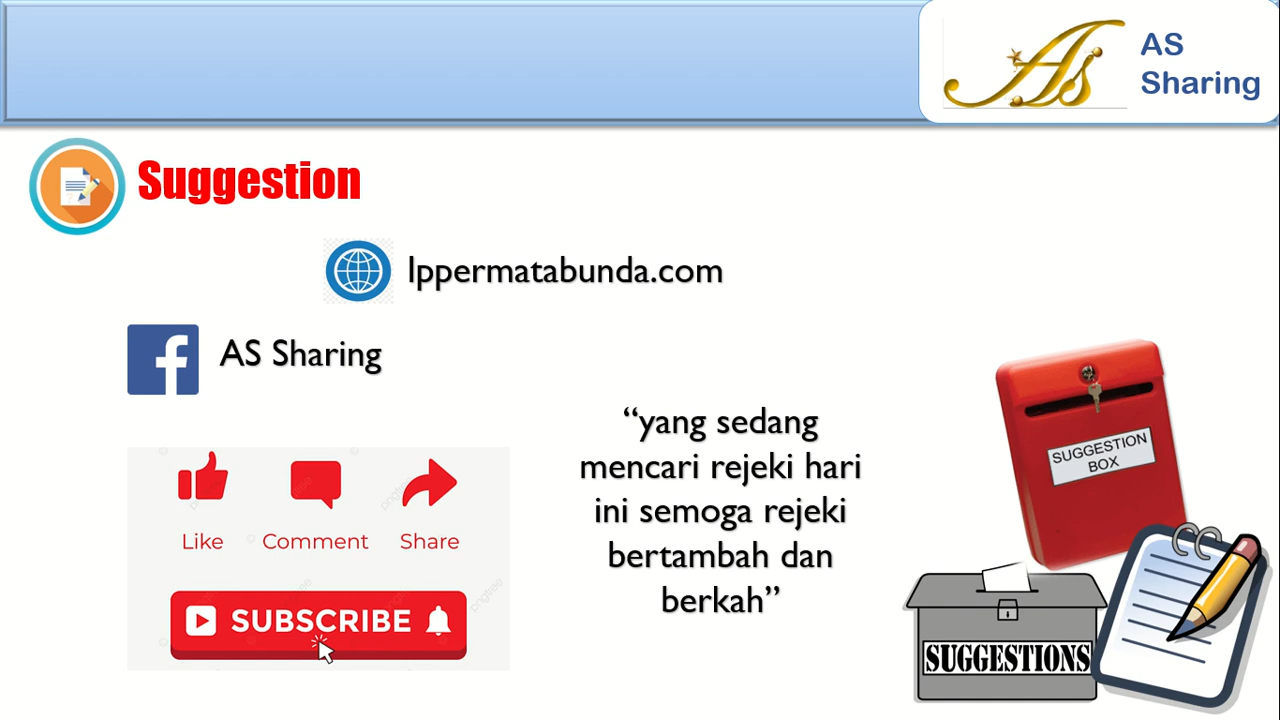 As
AS
Sharing
Suggestion
lppermatabunda.com
AS Sharing
“yang sedang
mencari rejeki hari
ini semoga rejeki
bertambah dan
berkah”
Like Comment Share
SUBSCRIBE
SUGGESTION
BOX
SUGGESTIONS